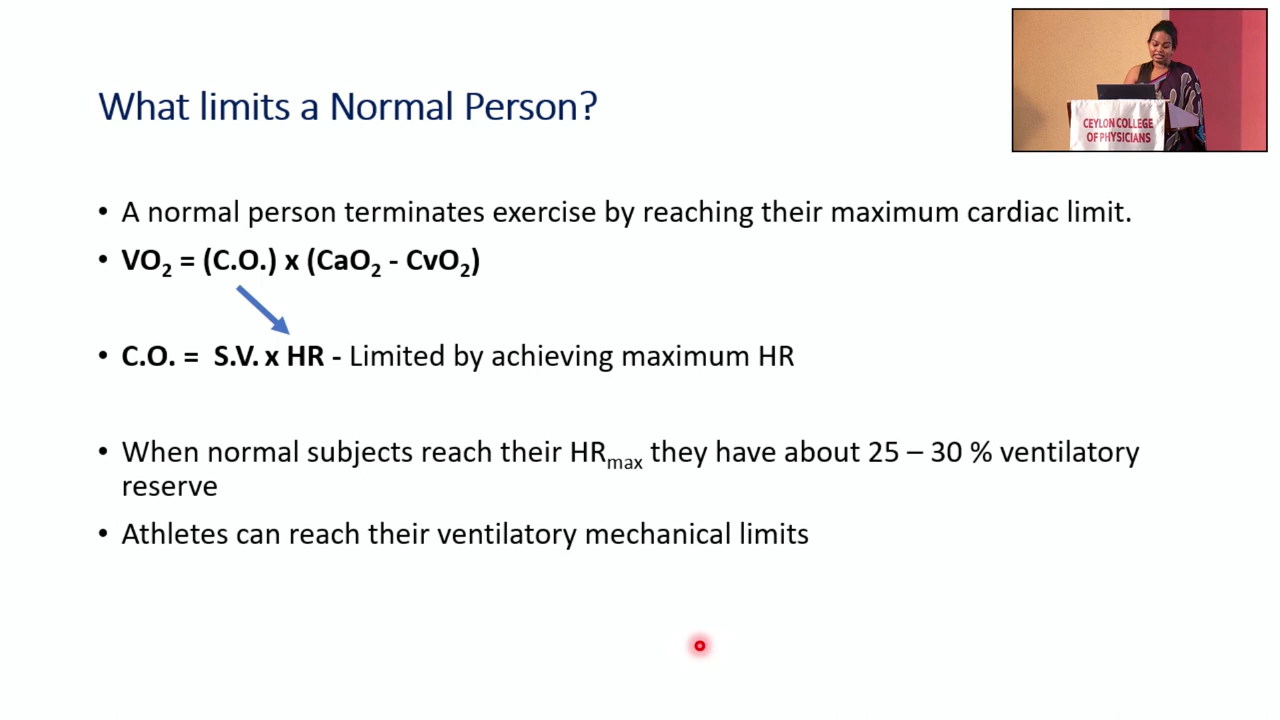 What limits a Normal Person?
CEYLON COLLEGE
OF PHYSICIANS
• A normal person terminates exercise by reaching their maximum cardiac limit.
• VO₂ = (C.O.) x (CaO₂ - CvO₂)
• C.O. = S.V. x HR - Limited by achieving maximum HR
• When normal subjects reach their HRmax they have about 25 – 30 % ventilatory
reserve
• Athletes can reach their ventilatory mechanical limits